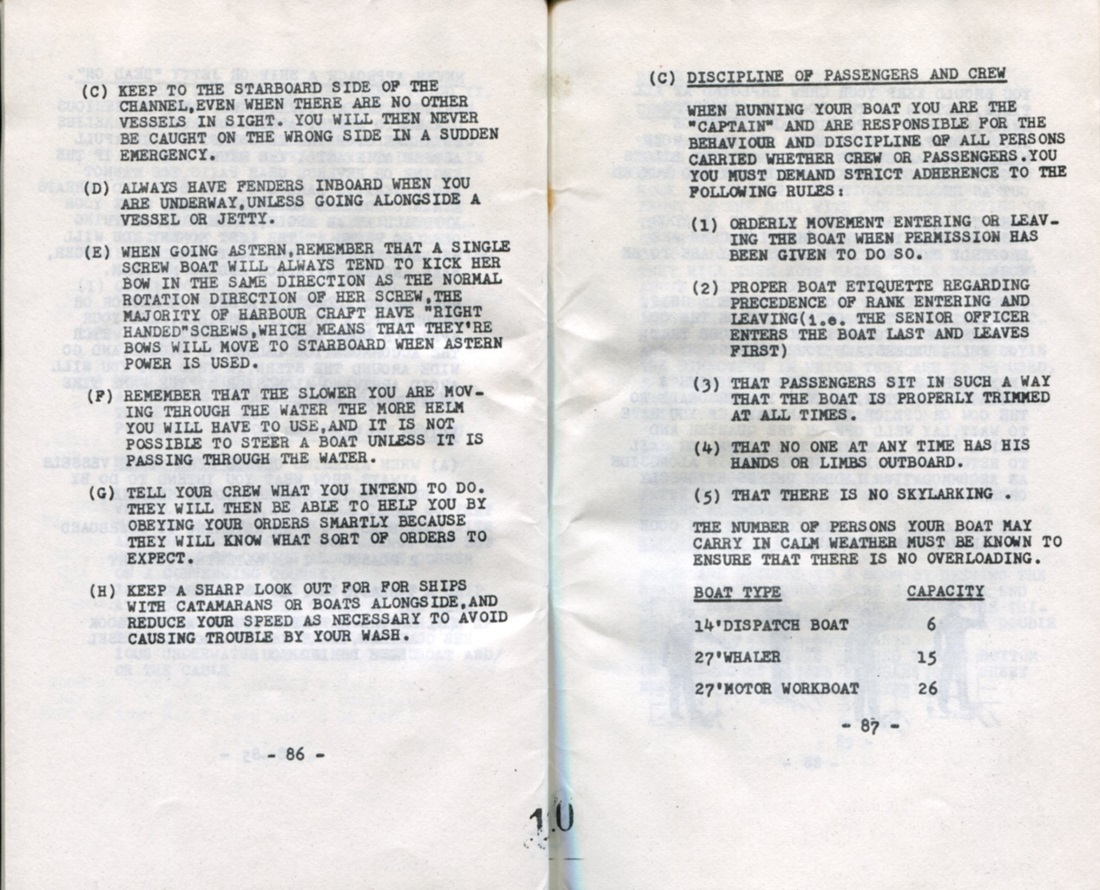 (C) KEEP TO THE STARBOARD SIDE OF THE
CHANNEL,EVEN WHEN THERE ARE NO OTHER
VESSELS IN SIGHT. YOU WILL THEN NEVER
BE CAUGHT ON THE WRONG SIDE IN A SUDDEN
EMERGENCY.
(D) ALWAYS HAVE FENDERS INBOARD WHEN YOU
ARE UNDERWAY,UNLESS GOING ALONGSIDE A
VESSEL OR JETTY.
(E) WHEN GOING ASTERN,REMEMBER THAT A SINGLE
SCREW BOAT WILL ALWAYS TEND TO KICK HER
BOW IN THE SAME DIRECTION AS THE NORMAL
ROTATION DIRECTION OF HER SCREW,THE
MAJORITY OF HARBOUR CRAFT HAVE "RIGHT
HANDED"SCREWS,WHICH MEANS THAT THEY'RE
BOWS WILL MOVE TO STARBOARD WHEN ASTERN
POWER IS USED.
(F) REMEMBER THAT THE SLOWER YOU ARE MOV-
ING THROUGH THE WATER THE MORE HELM
YOU WILL HAVE TO USE,AND IT IS NOT
POSSIBLE TO STEER A BOAT UNLESS IT IS
PASSING THROUGH THE WATER.
(G) TELL YOUR CREW WHAT YOU INTEND TO DO.
THEY WILL THEN BE ABLE TO HELP YOU BY
OBEYING YOUR ORDERS SMARTLY BECAUSE
THEY WILL KNOW WHAT SORT OF ORDERS TO
EXPECT.
(H) KEEP A SHARP LOOK OUT FOR FOR SHIPS
WITH CATAMARANS OR BOATS ALONGSIDE,AND
REDUCE YOUR SPEED AS NECESSARY TO AVOID
CAUSING TROUBLE BY YOUR WASH.
- 86 -
(C) DISCIPLINE OF PASSENGERS AND CREW
WHEN RUNNING YOUR BOAT YOU ARE THE
"CAPTAIN" AND ARE RESPONSIBLE FOR THE
BEHAVIOUR AND DISCIPLINE OF ALL PERSONS
CARRIED WHETHER CREW OR PASSENGERS.YOU
YOU MUST DEMAND STRICT ADHERENCE TO THE
FOLLOWING RULES:
(1) ORDERLY MOVEMENT ENTERING OR LEAV-
ING THE BOAT WHEN PERMISSION HAS
BEEN GIVEN TO DO SO.
(2) PROPER BOAT ETIQUETTE REGARDING
PRECEDENCE OF RANK ENTERING AND
LEAVING(i.e. THE SENIOR OFFICER
ENTERS THE BOAT LAST AND LEAVES
FIRST)
(3) THAT PASSENGERS SIT IN SUCH A WAY
THAT THE BOAT IS PROPERLY TRIMMED
AT ALL TIMES.
(4) THAT NO ONE AT ANY TIME HAS HIS
HANDS OR LIMBS OUTBOARD.
(5) THAT THERE IS NO SKYLARKING .
THE NUMBER OF PERSONS YOUR BOAT MAY
CARRY IN CALM WEATHER MUST BE KNOWN TO
ENSURE THAT THERE IS NO OVERLOADING.
BOAT TYPE CAPACITY
14'DISPATCH BOAT 6
27'WHALER 15
27'MOTOR WORKBOAT 26
- 87 -